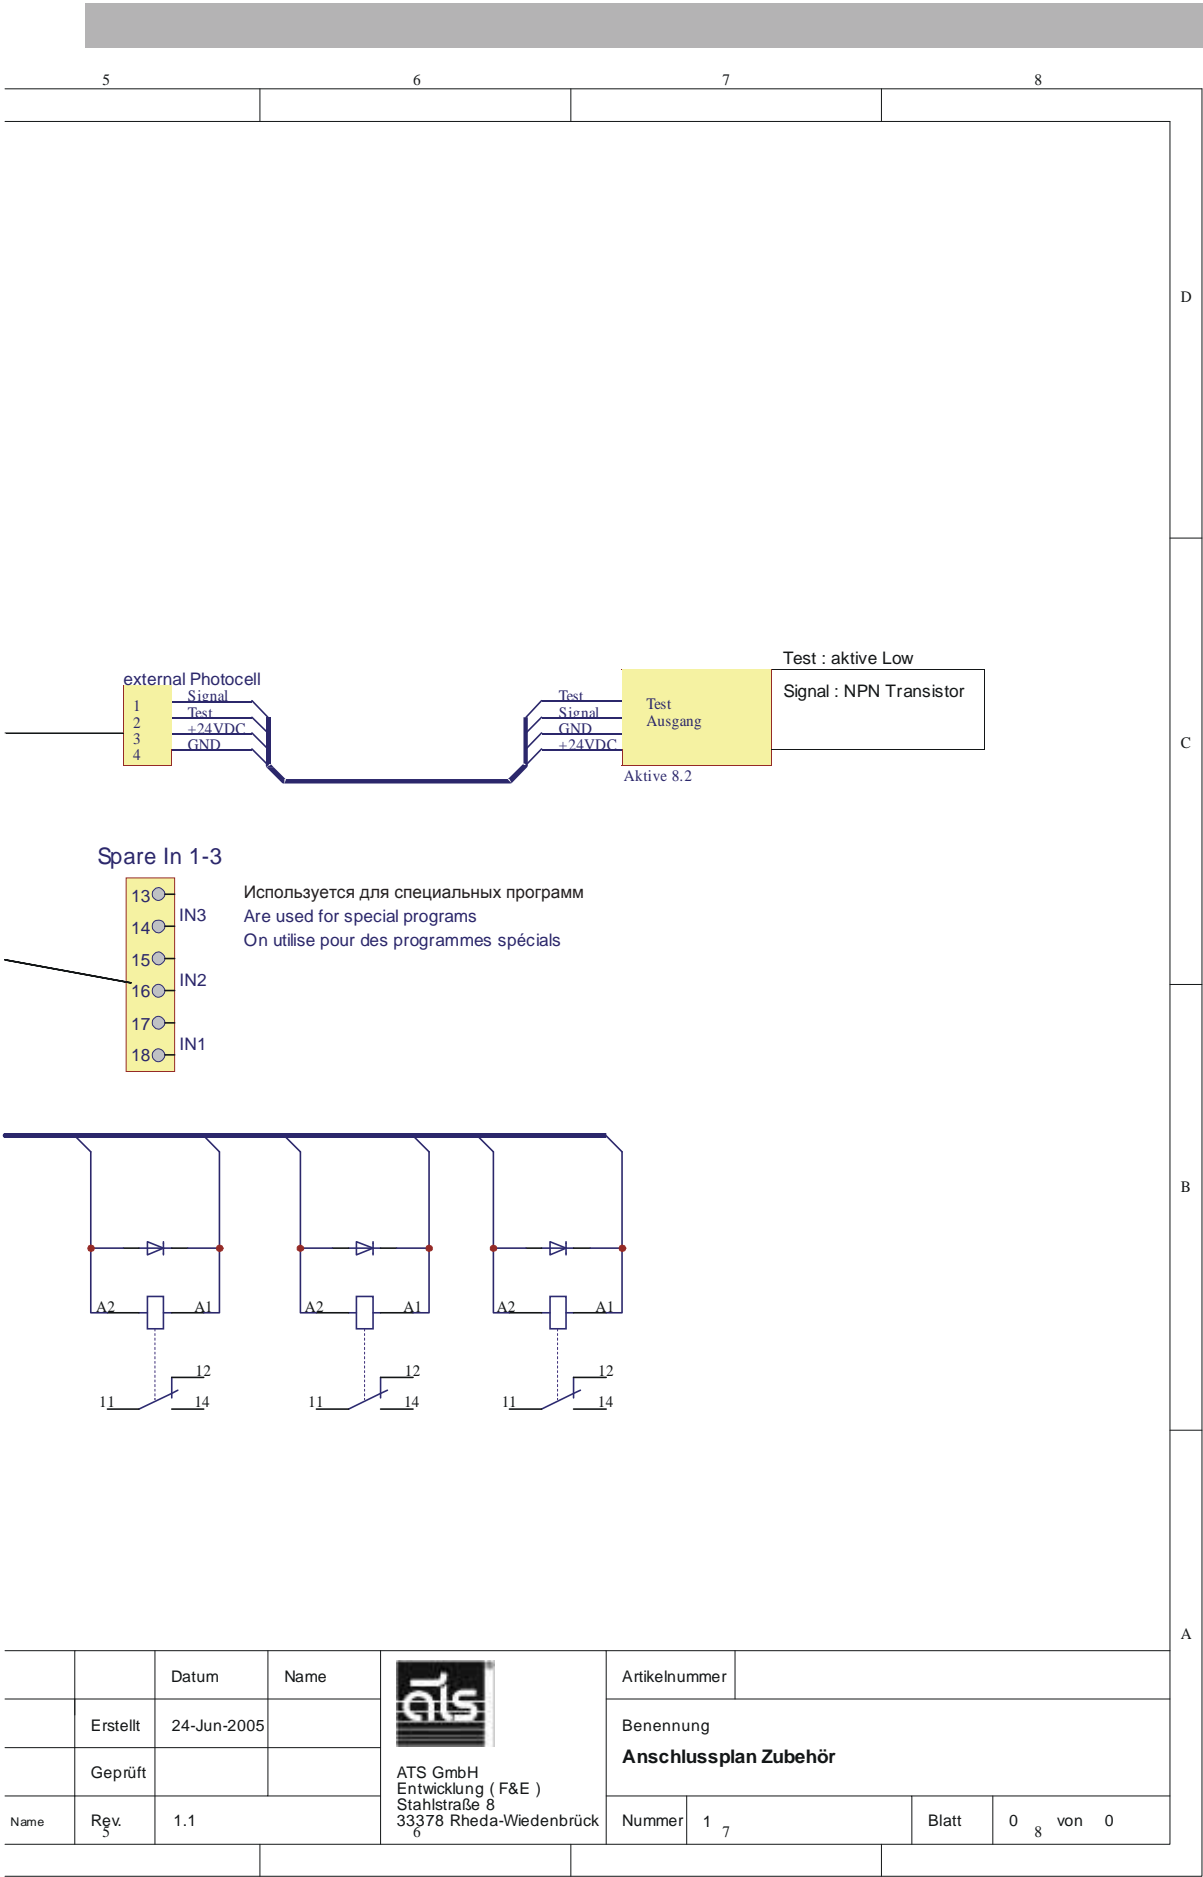 5 6 7 8
D
Test : aktive Low
external Photocell
Signal : NPN Transistor
1 Signal
2 Test
3 +24VDC
4 GND
Test
Signal
GND
+24VDC
Test
Ausgang
Aktive 8.2
C
Spare In 1-3
13
14
15
16
17
18
IN3
IN2
IN1
Используется для специальных программ
Are used for special programs
On utilise pour des programmes spécials
B
A2 A1 A2 A1 A2 A1
12 12 12
11 14 11 14 11 14
A
Datum Name
Erstellt 24-Jun-2005
Geprüft
Name Rev. 1.1
ats
ATS GmbH
Entwicklung ( F&E )
Stahlstraße 8
33378 Rheda-Wiedenbrück
Artikelnummer
Benennung
Anschlussplan Zubehör
Nummer 1 Blatt 0 von 0
5 6 7 8